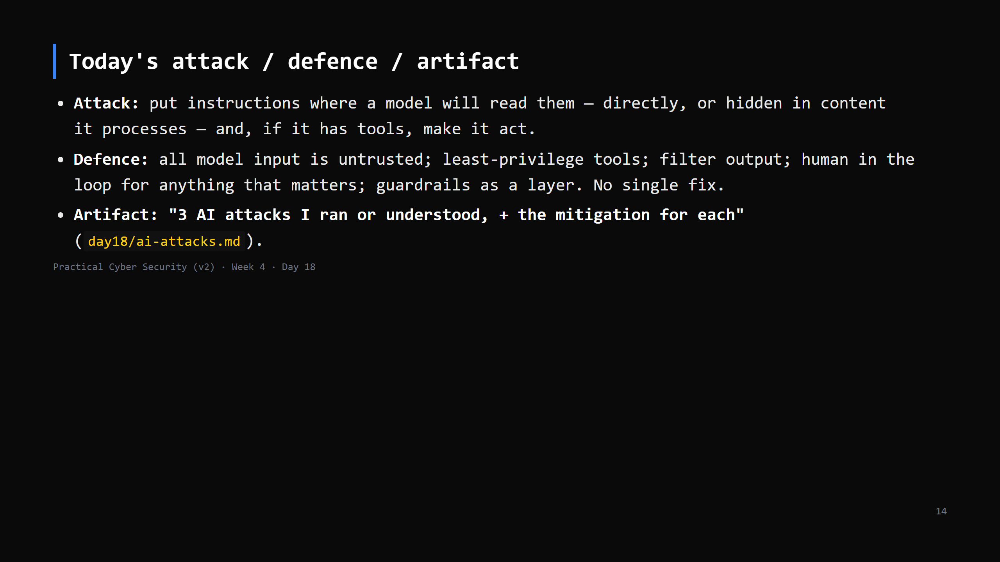 Today's attack / defence / artifact
• Attack: put instructions where a model will read them — directly, or hidden in content
it processes — and, if it has tools, make it act.
• Defence: all model input is untrusted; least-privilege tools; filter output; human in the
loop for anything that matters; guardrails as a layer. No single fix.
• Artifact: "3 AI attacks I ran or understood, + the mitigation for each"
(day18/ai-attacks.md).
Practical Cyber Security (v2) · Week 4 · Day 18
14